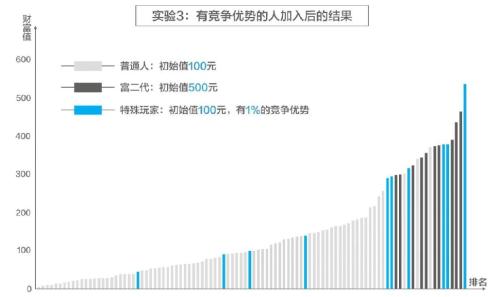 实验3：有竞争优势的人加入后的结果
财富值
普通人：初始值100元
富二代：初始值500元
特殊玩家：初始值100元，有1%的竞争优势
600
500
400
300
200
100
0
排名